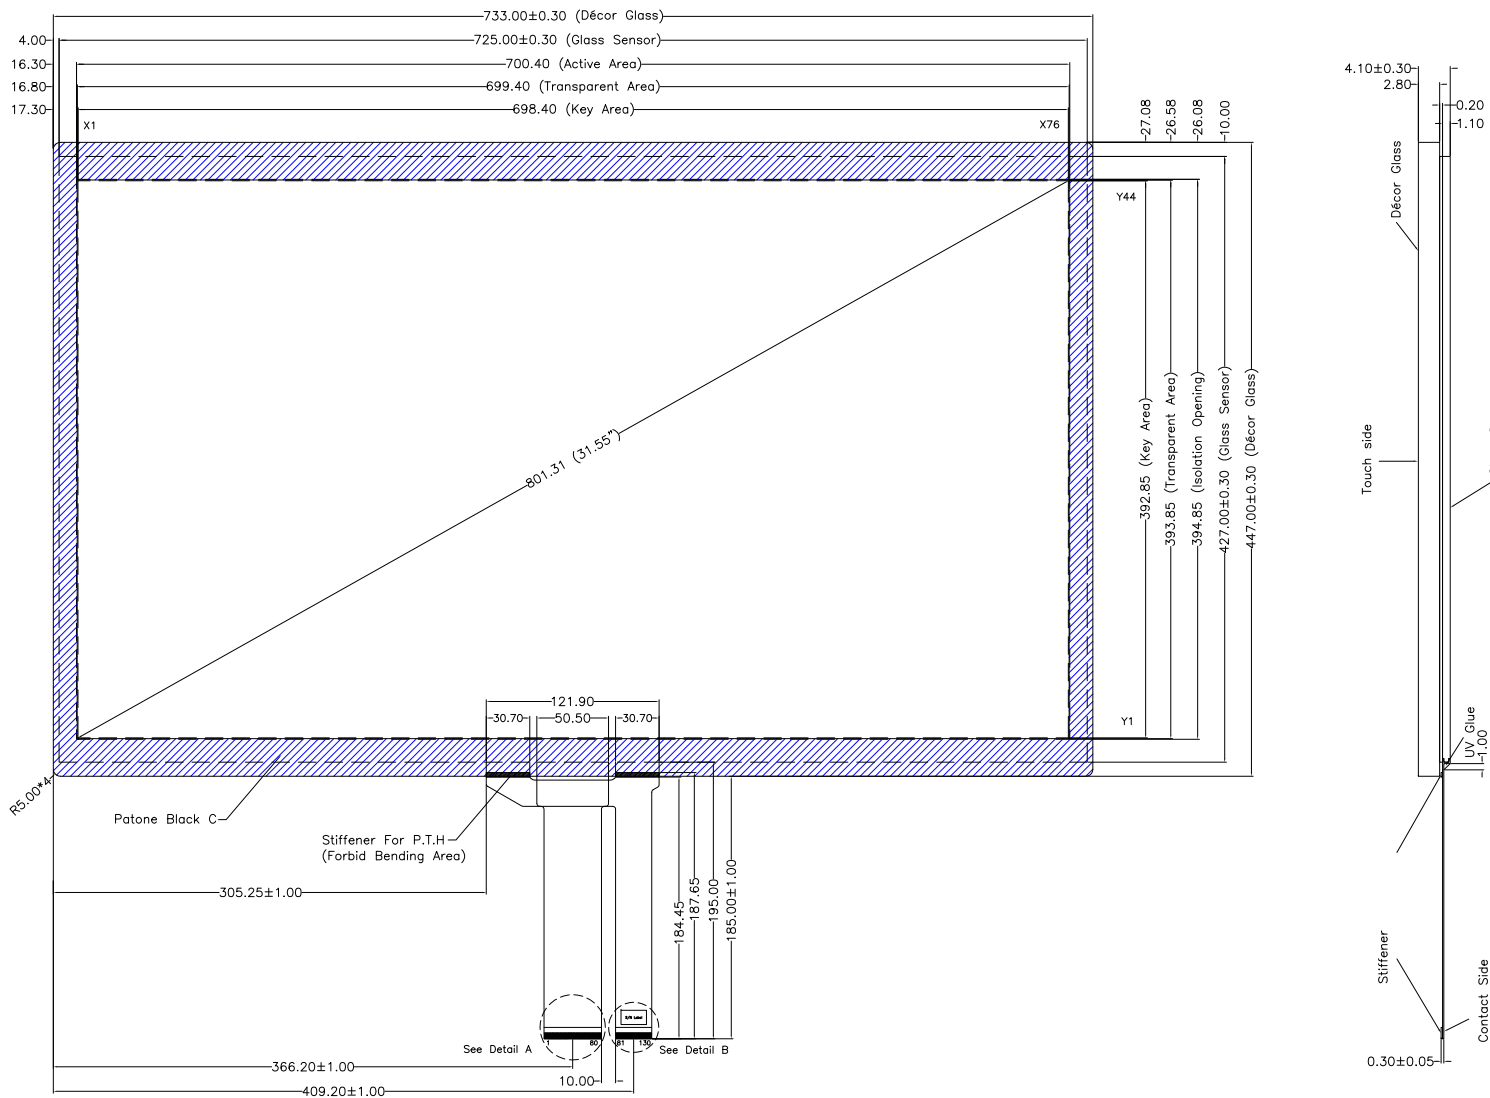 733.00±0.30 (Décor Glass)
4.00
725.00±0.30 (Glass Sensor)
16.30
700.40 (Active Area)
16.80
699.40 (Transparent Area)
17.30
698.40 (Key Area)
X1
X76
27.08
26.58
26.08
10.00
Y44
Y1
392.85 (Key Area)
393.85 (Transparent Area)
394.85 (Isolation Opening)
427.00±0.30 (Glass Sensor)
447.00±0.30 (Décor Glass)
801.31 (31.55")
121.90
30.70
50.50
30.70
R5.00*4
Patone Black C
Stiffener For P.T.H
(Forbid Bending Area)
305.25±1.00
184.45
187.65
195.00
185.00±1.00
S/N Label
1
80
81
130
See Detail A
See Detail B
366.20±1.00
10.00
409.20±1.00
4.10±0.30
2.80
0.20
1.10
Décor Glass
Touch side
UV Glue
1.00
Stiffener
Contact Side
0.30±0.05